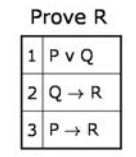 Prove R
1 P v Q
2 Q → R
3 P → R